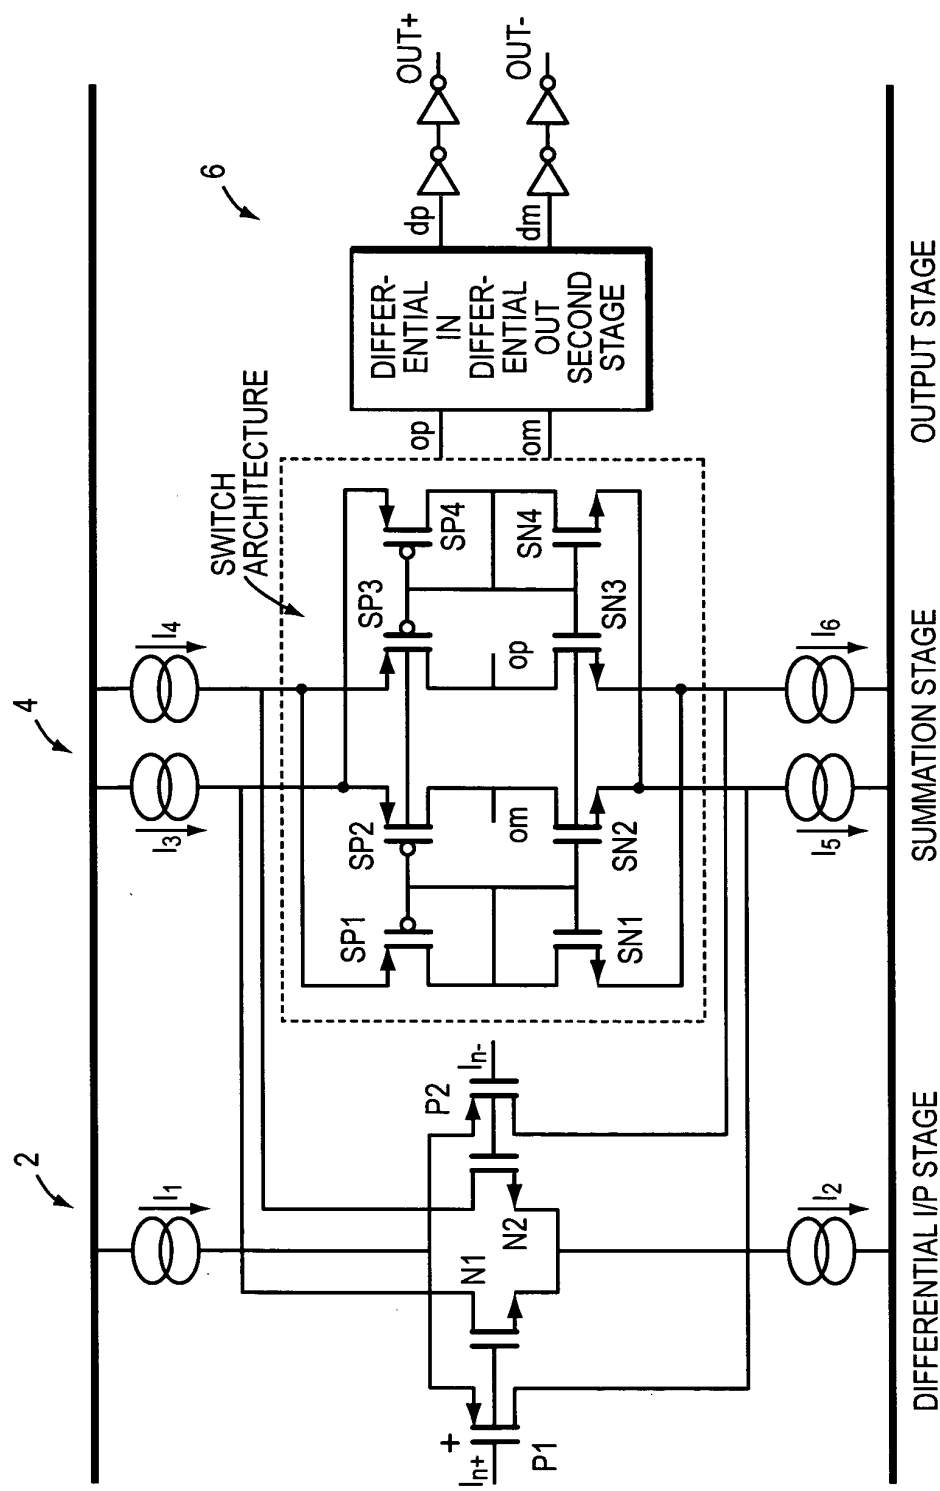 2
4
6
I1
I3
I4
SWITCH
ARCHITECTURE
In+
+
P1
N1
N2
P2
In-
SP1
SP2
SP3
SP4
om
op
SN1
SN2
SN3
SN4
op
om
DIFFER-
ENTIAL
IN
DIFFER-
ENTIAL
OUT
SECOND
STAGE
dp
dm
OUT+
OUT-
I2
I5
I6
DIFFERENTIAL I/P STAGE
SUMMATION STAGE
OUTPUT STAGE